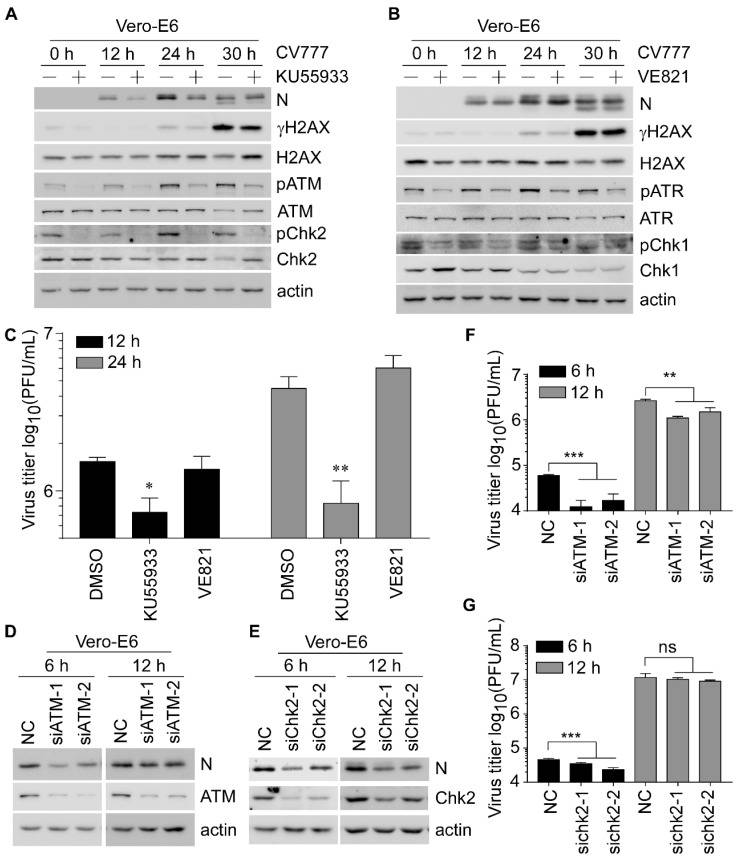 A
Vero-E6
0 h 12 h 24 h 30 h CV777
— + — + — + — + KU55933
N
γH2AX
H2AX
pATM
ATM
pChk2
Chk2
actin
B
Vero-E6
0 h 12 h 24 h 30 h CV777
— + — + — + — + VE821
N
γH2AX
H2AX
pATR
ATR
pChk1
Chk1
actin
C
Virus titier log10(PFU/mL)
7
6
12 h
24 h
*
**
DMSO KU55933 VE821 DMSO KU55933 VE821
F
Virus titier log10(PFU/mL)
7
6
5
4
6 h
12 h
***
**
NC siATM-1 siATM-2 NC siATM-1 siATM-2
D
Vero-E6
6 h 12 h
NC siATM-1 siATM-2 NC siATM-1 siATM-2
N
ATM
actin
E
Vero-E6
6 h 12 h
NC siChk2-1 siChk2-2 NC siChk2-1 siChk2-2
N
Chk2
actin
G
Virus titier log10(PFU/mL)
8
7
6
5
4
6 h
12 h
***
ns
NC sichk2-1 sichk2-2 NC sichk2-1 sichk2-2